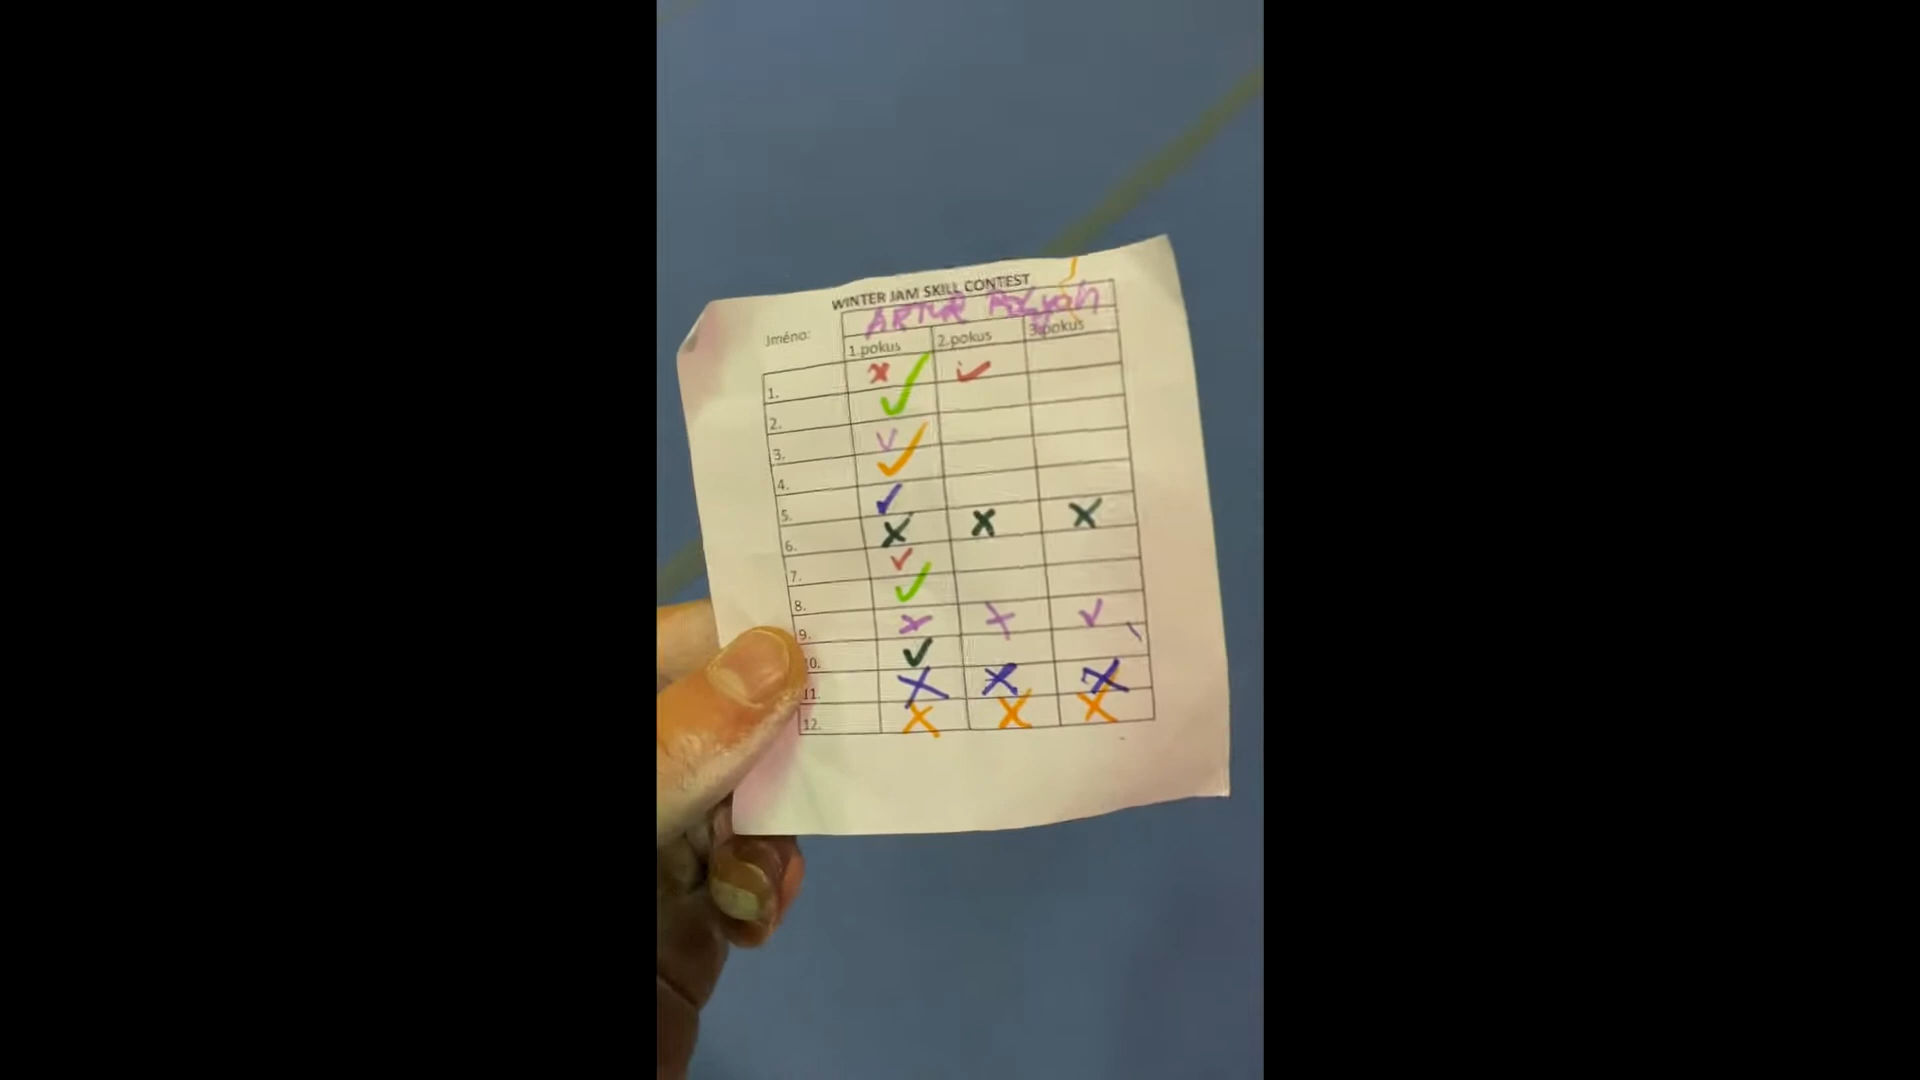 WINTER JAM SKILL CONTEST
Jméno: ARTUR
1.pokus 2.pokus 3.pokus
1. x ✓ 
2. ✓
3. ✓
4. ✓
5. ✓
6. x x x
7. ✓
8. ✓
9. x x ✓
10. ✓
11. x x x
12. x x x